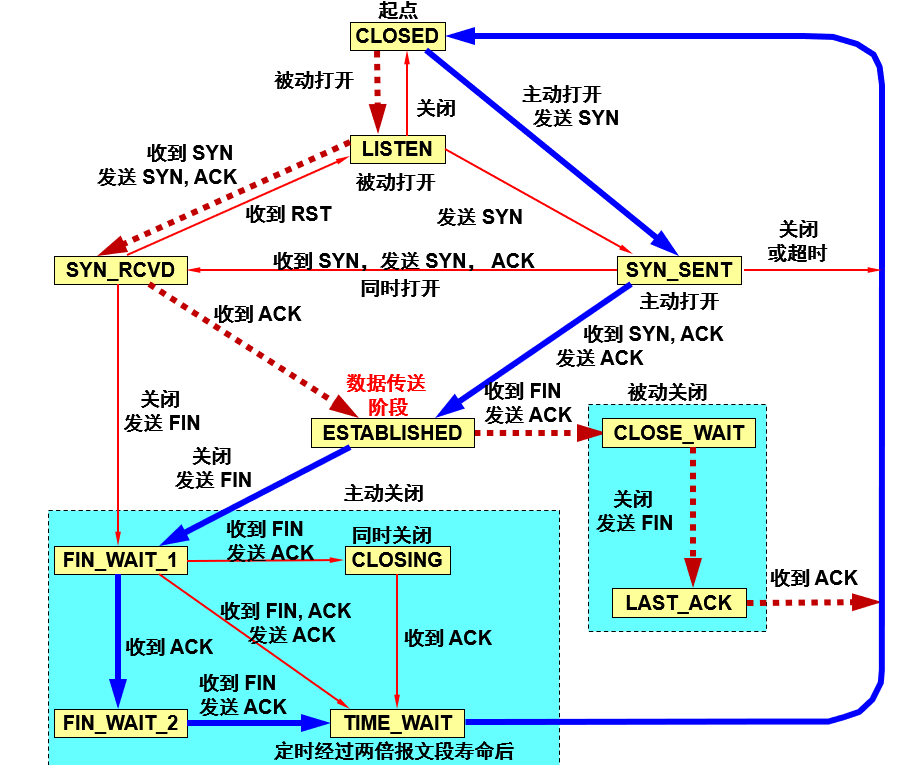 起点
CLOSED
被动打开
关闭
主动打开
发送 SYN
LISTEN
被动打开
收到 SYN
发送 SYN, ACK
收到 RST
发送 SYN
关闭
或超时
SYN_RCVD
收到 SYN，发送 SYN， ACK
同时打开
SYN_SENT
主动打开
收到 ACK
收到 SYN, ACK
发送 ACK
关闭
发送 FIN
数据传送
阶段
ESTABLISHED
收到 FIN
发送 ACK
被动关闭
CLOSE_WAIT
关闭
发送 FIN
主动关闭
关闭
发送 FIN
FIN_WAIT_1
收到 FIN
发送 ACK
同时关闭
CLOSING
LAST_ACK
收到 ACK
收到 FIN, ACK
发送 ACK
收到 ACK
收到 ACK
收到 FIN
发送 ACK
FIN_WAIT_2
TIME_WAIT
定时经过两倍报文段寿命后